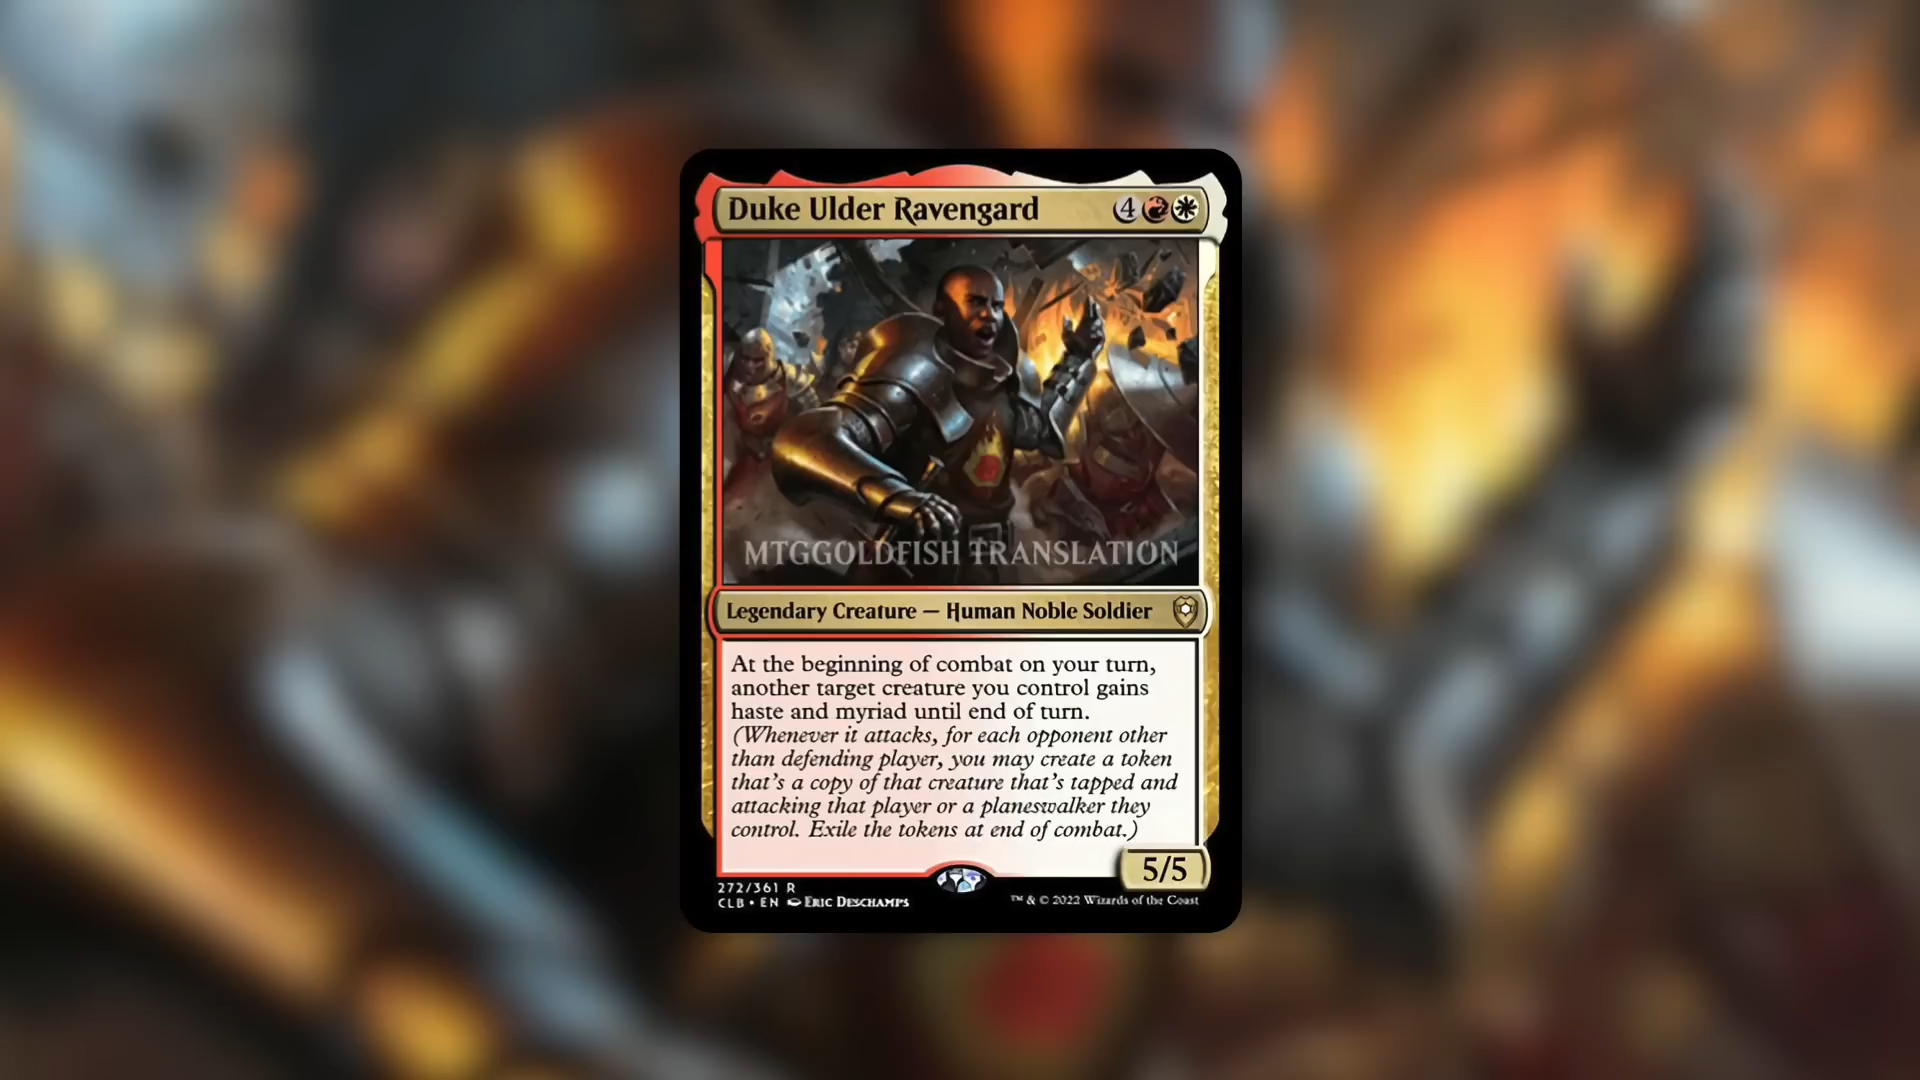 Duke Ulder Ravengard 4
MTGGOLDFISH TRANSLATION
Legendary Creature — Human Noble Soldier
At the beginning of combat on your turn,
another target creature you control gains
haste and myriad until end of turn.
(Whenever it attacks, for each opponent other
than defending player, you may create a token
that's a copy of that creature that's tapped and
attacking that player or a planeswalker they
control. Exile the tokens at end of combat.)
5/5
272/361 R
CLB • EN Eric Deschamps
™ & © 2022 Wizards of the Coast